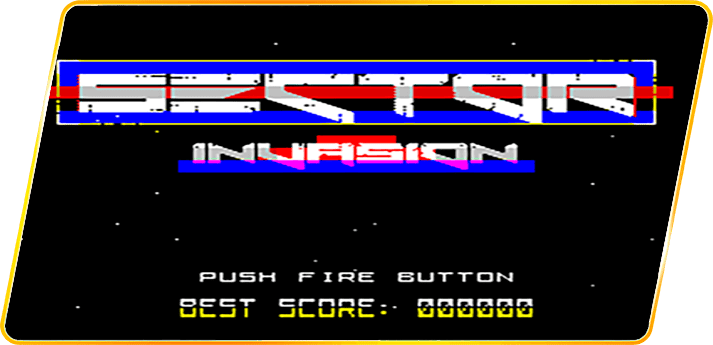 SECTOR
INVASION
PUSH FIRE BUTTON
BEST SCORE: 000000